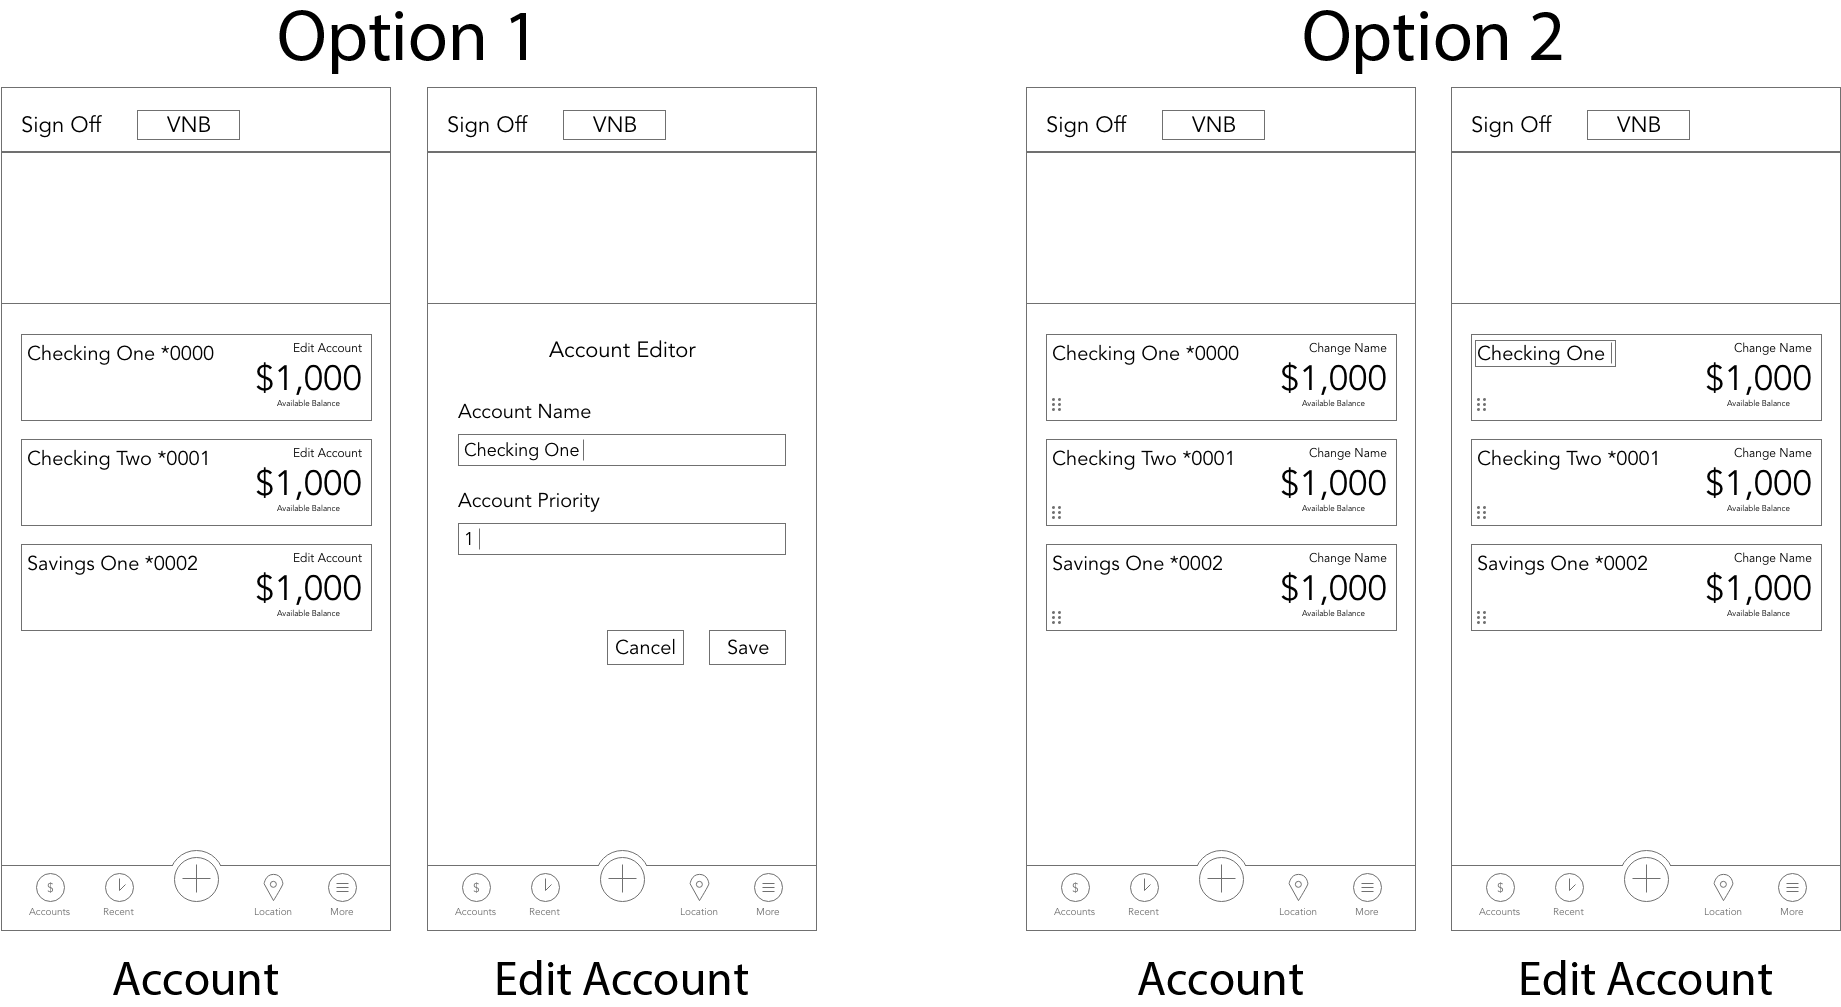 Option 1
Sign Off
VNB
Checking One *0000
Edit Account
$1,000
Available Balance
Checking Two *0001
Edit Account
$1,000
Available Balance
Savings One *0002
Edit Account
$1,000
Available Balance
$
Accounts
Recent
Location
More
Account
Sign Off
VNB
Account Editor
Account Name
Checking One
Account Priority
1
Cancel
Save
$
Accounts
Recent
Location
More
Edit Account
Option 2
Sign Off
VNB
Checking One *0000
Change Name
$1,000
Available Balance
Checking Two *0001
Change Name
$1,000
Available Balance
Savings One *0002
Change Name
$1,000
Available Balance
$
Accounts
Recent
Location
More
Account
Sign Off
VNB
Checking One
Change Name
$1,000
Available Balance
Checking Two *0001
Change Name
$1,000
Available Balance
Savings One *0002
Change Name
$1,000
Available Balance
$
Accounts
Recent
Location
More
Edit Account